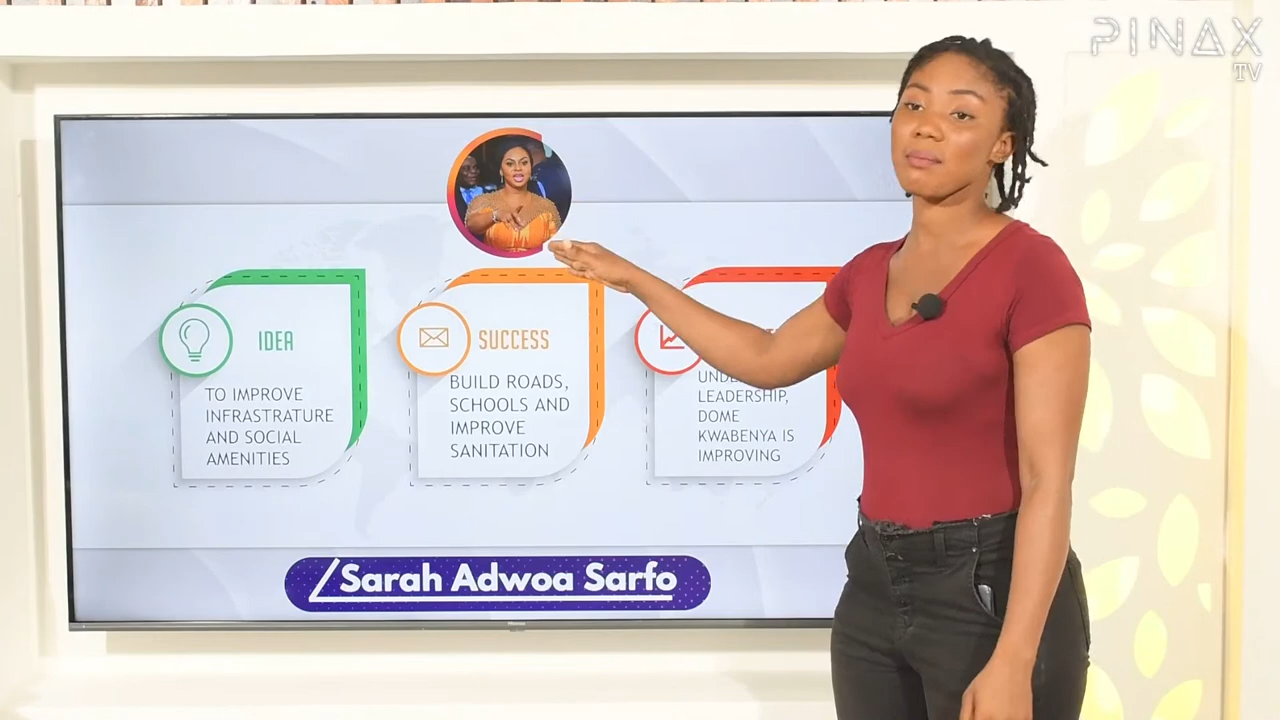 PINAX
TV
IDEA
TO IMPROVE
INFRASTRATURE
AND SOCIAL
AMENITIES
SUCCESS
BUILD ROADS,
SCHOOLS AND
IMPROVE
SANITATION
LEADERSHIP,
DOME
KWABENYA IS
IMPROVING
Sarah Adwoa Sarfo
Hisense